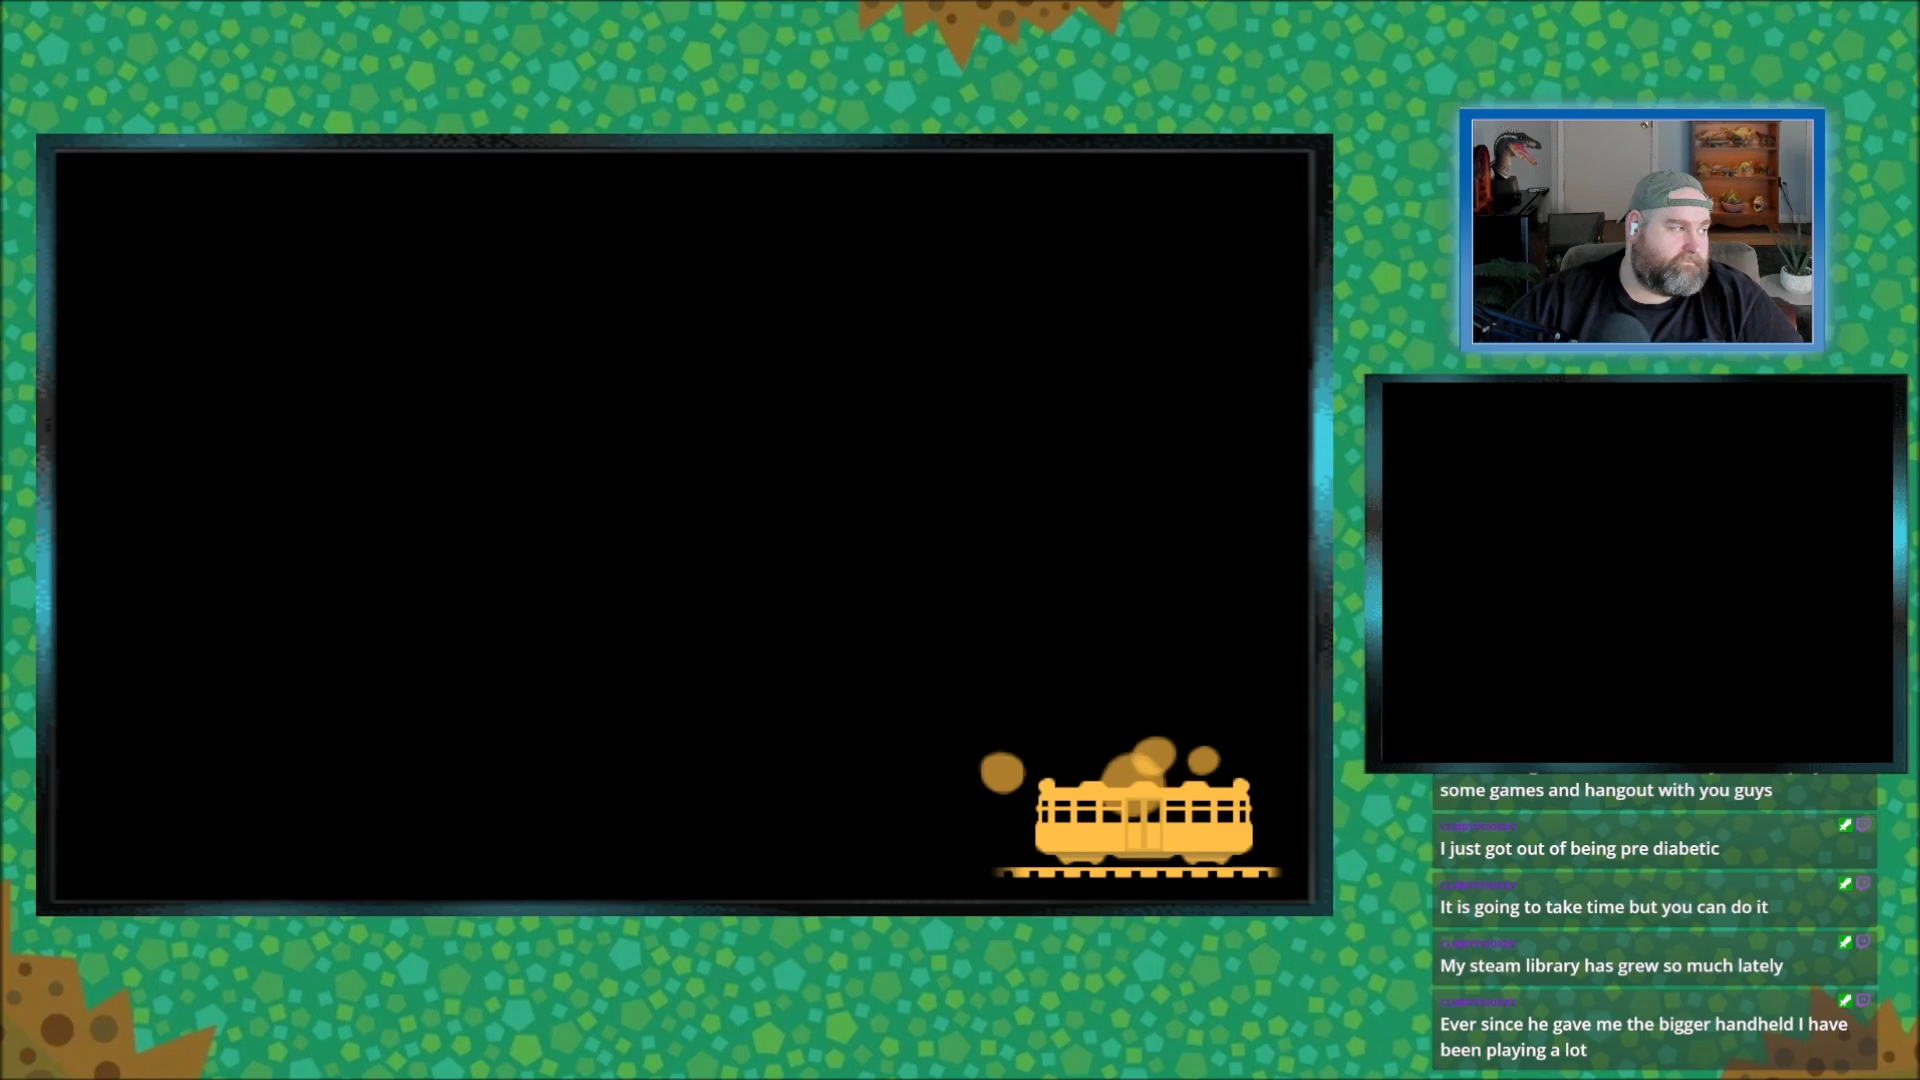 some games and hangout with you guys
I just got out of being pre diabetic
It is going to take time but you can do it
My steam library has grew so much lately
Ever since he gave me the bigger handheld I have
been playing a lot